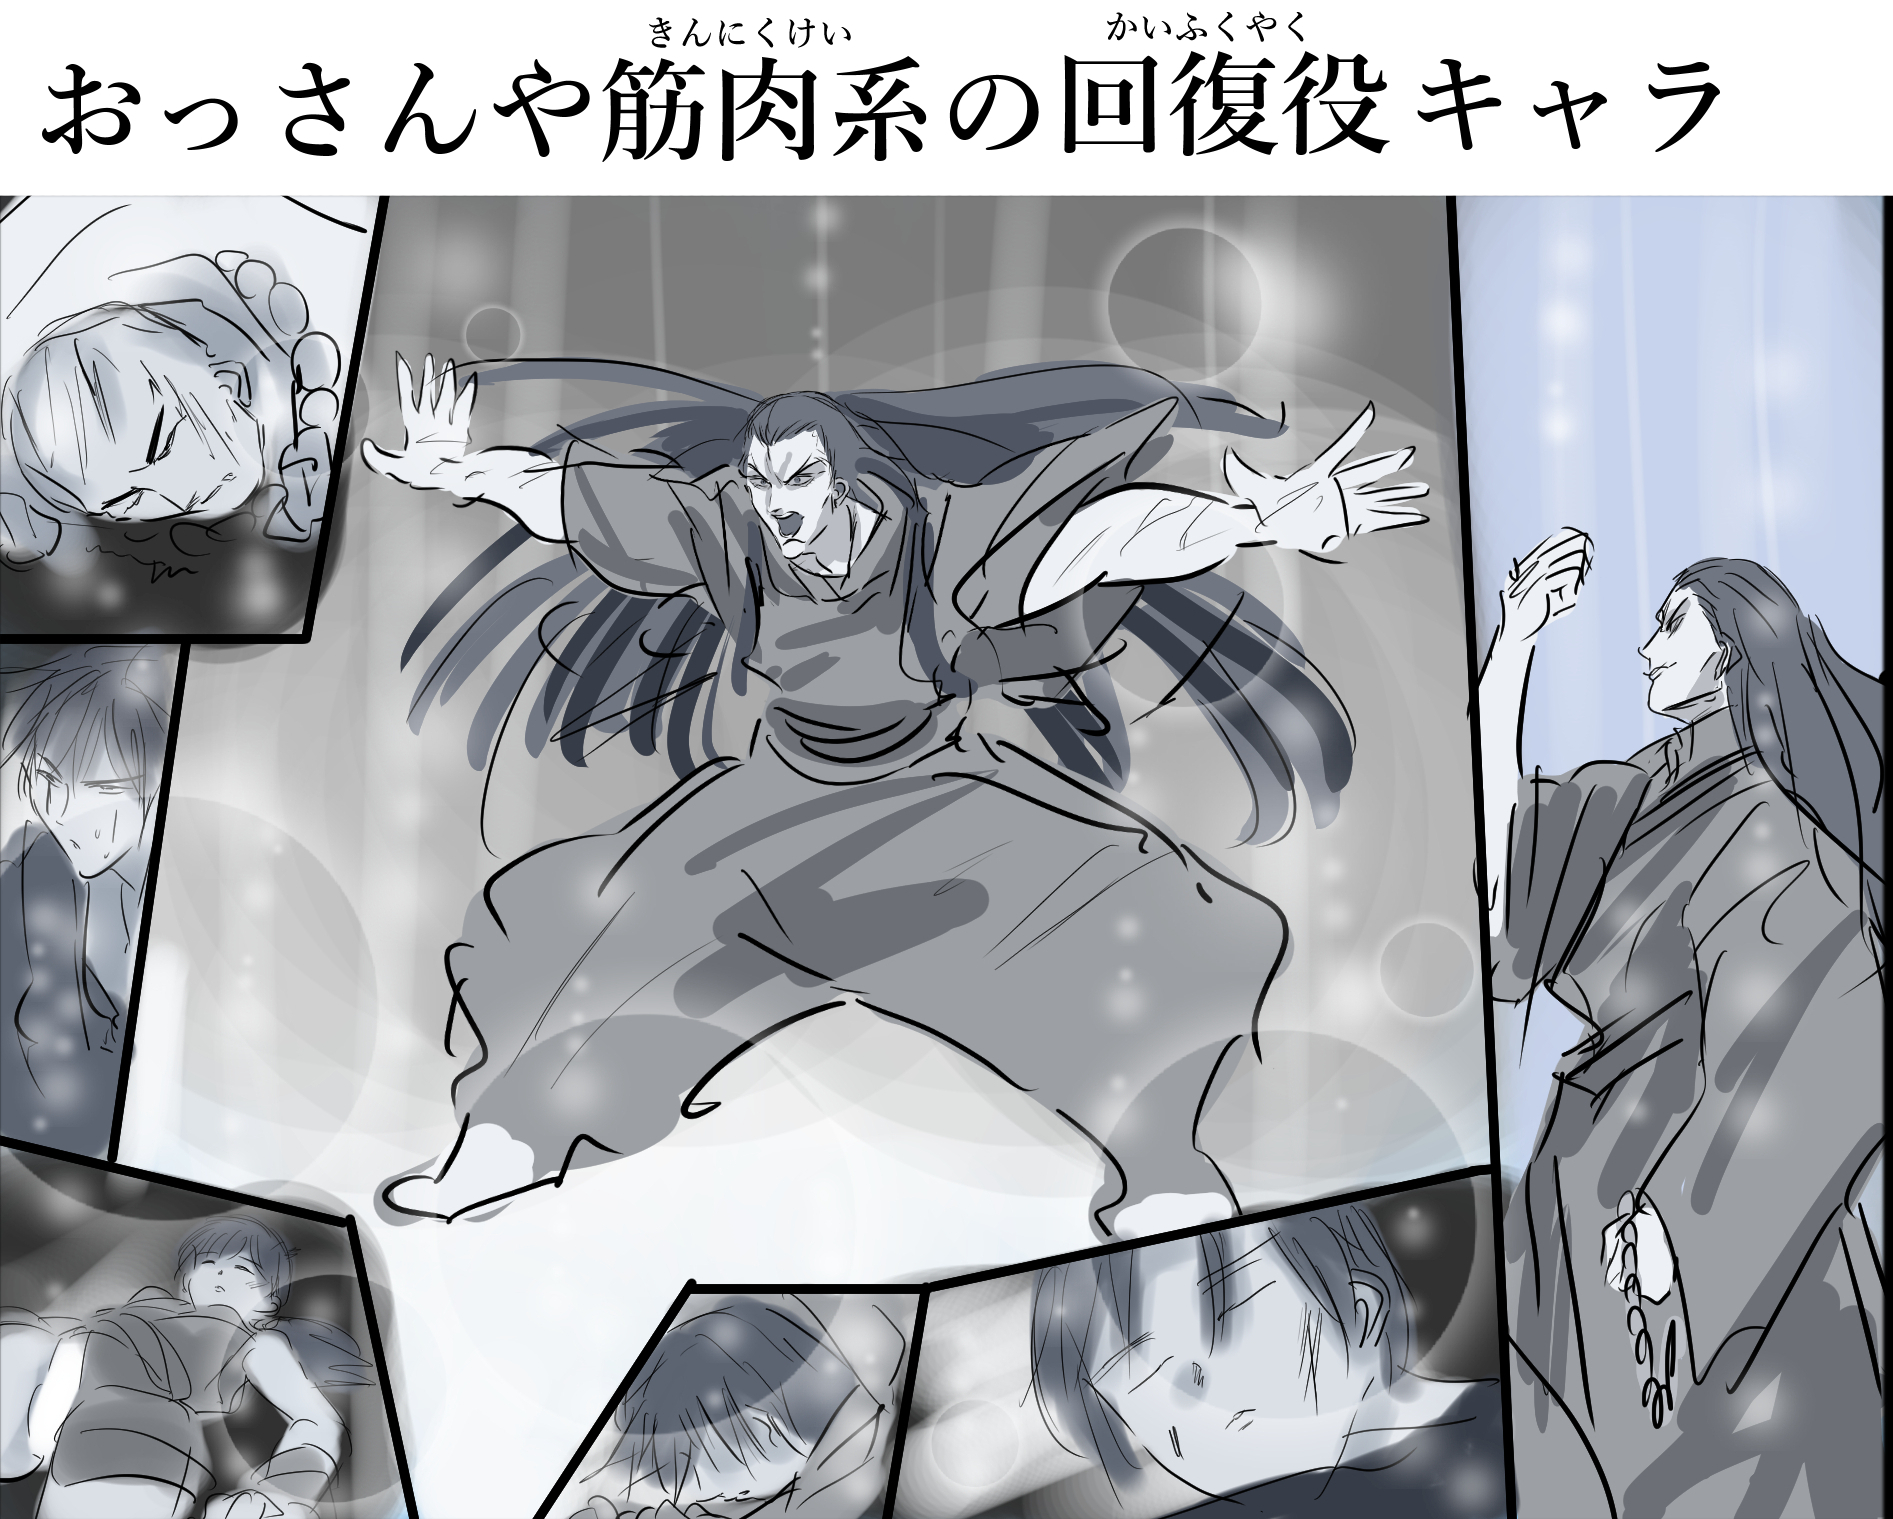 おっさんや筋肉系の回復役キャラ
きんにくけい かいふくやく